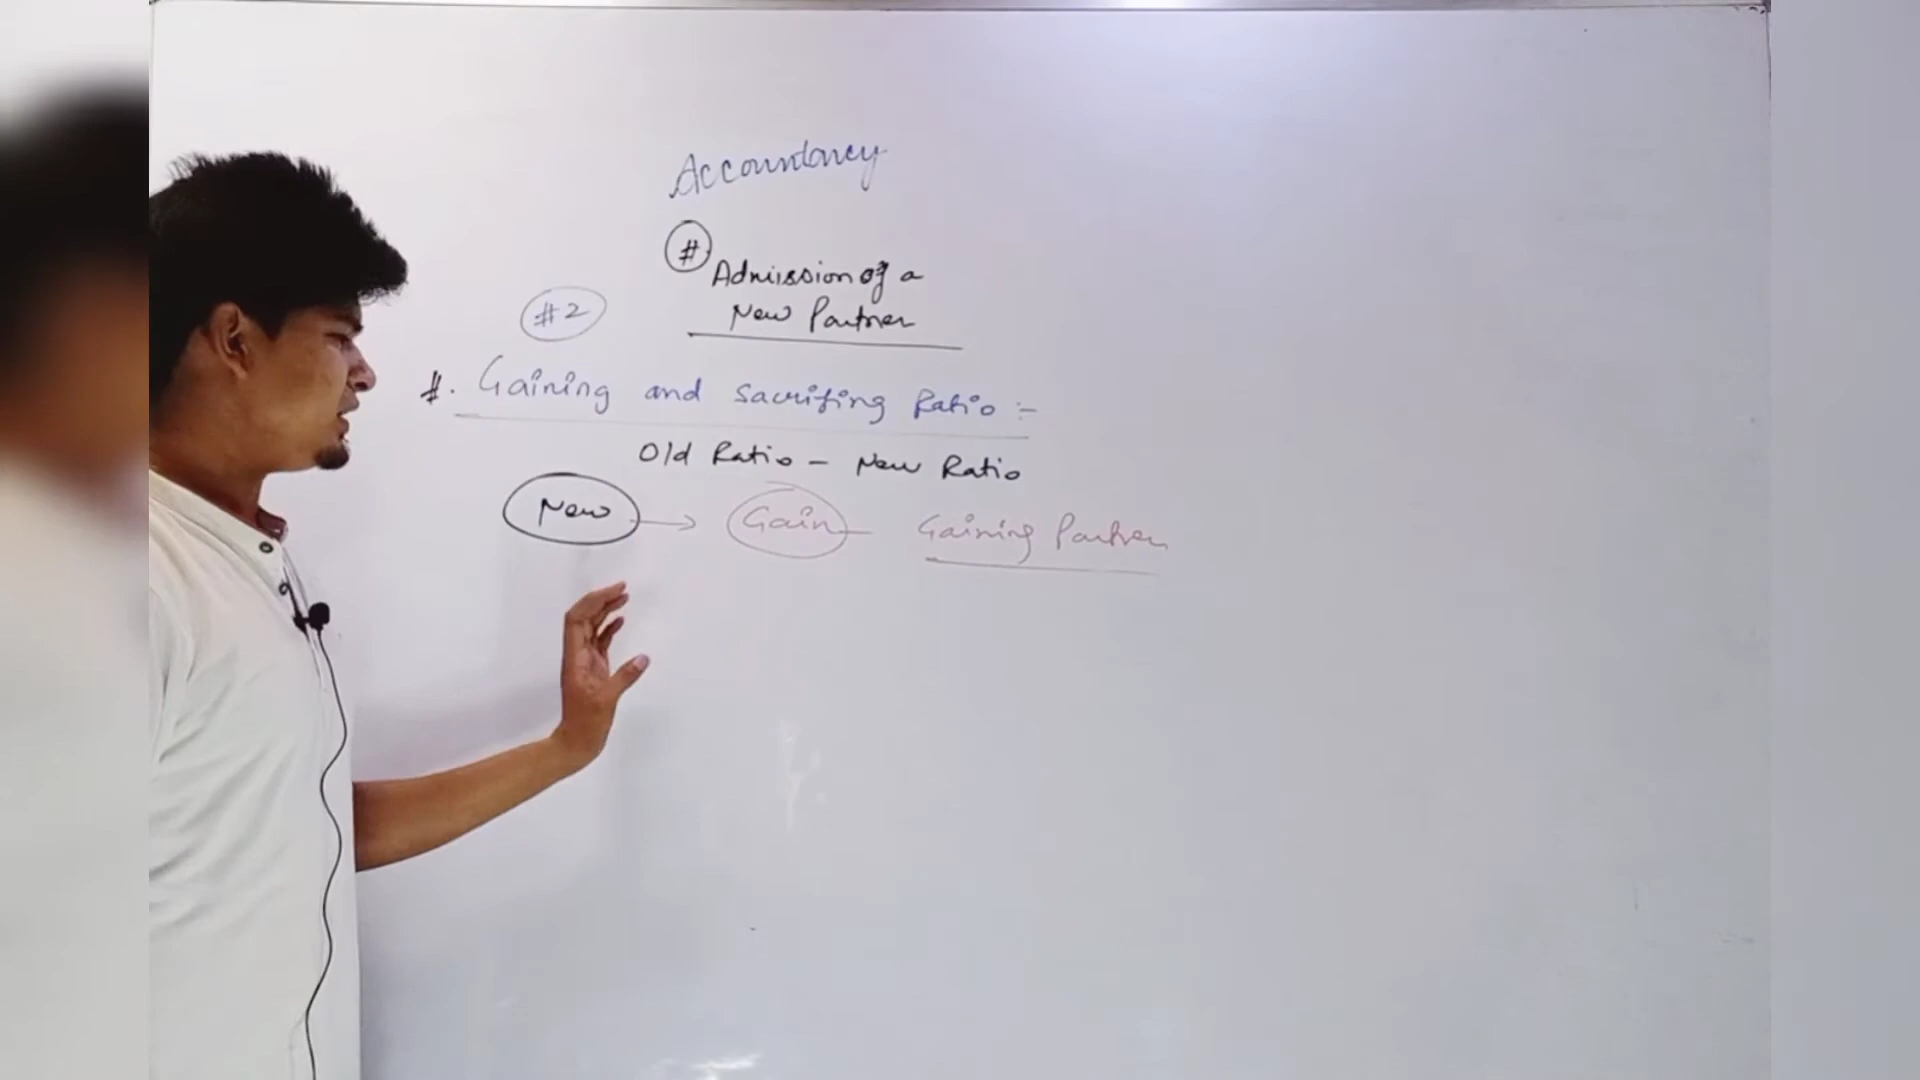 Accountancy
# Admission of a
New Partner
#2
#. Gaining and Sacrifing Ratio :-
Old Ratio - New Ratio
New → Gain - Gaining Partner